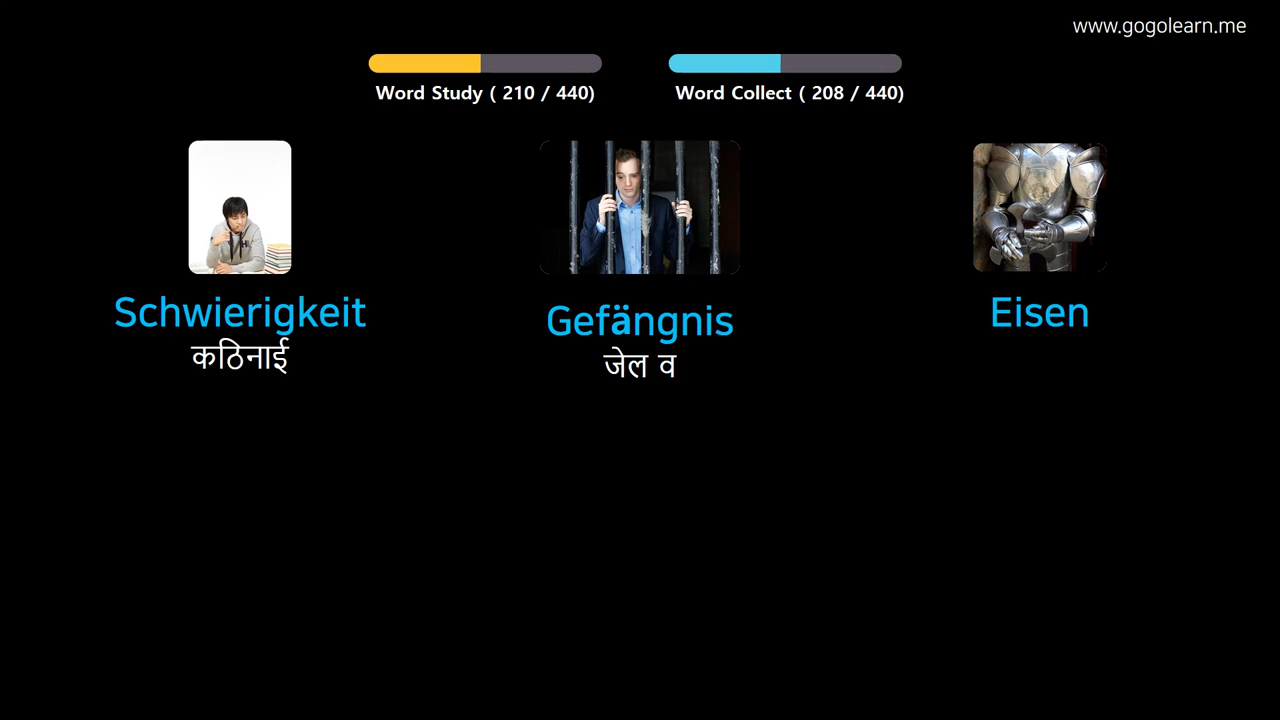 www.gogolearn.me
Word Study ( 210 / 440)
Word Collect ( 208 / 440)
Schwierigkeit
कठिनाई
Gefängnis
जेल व
Eisen